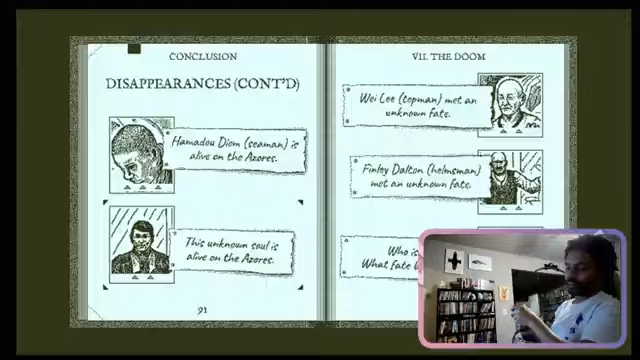 CONCLUSION
DISAPPEARANCES (CONT'D)
Hamadou Diom (seaman) is
alive on the Azores.
This unknown soul is
alive on the Azores.
91
VII. THE DOOM
Wei Lee (topman) met an
unknown fate.
Finley Dalton (helmsman)
met an unknown fate.
Who is
What fate